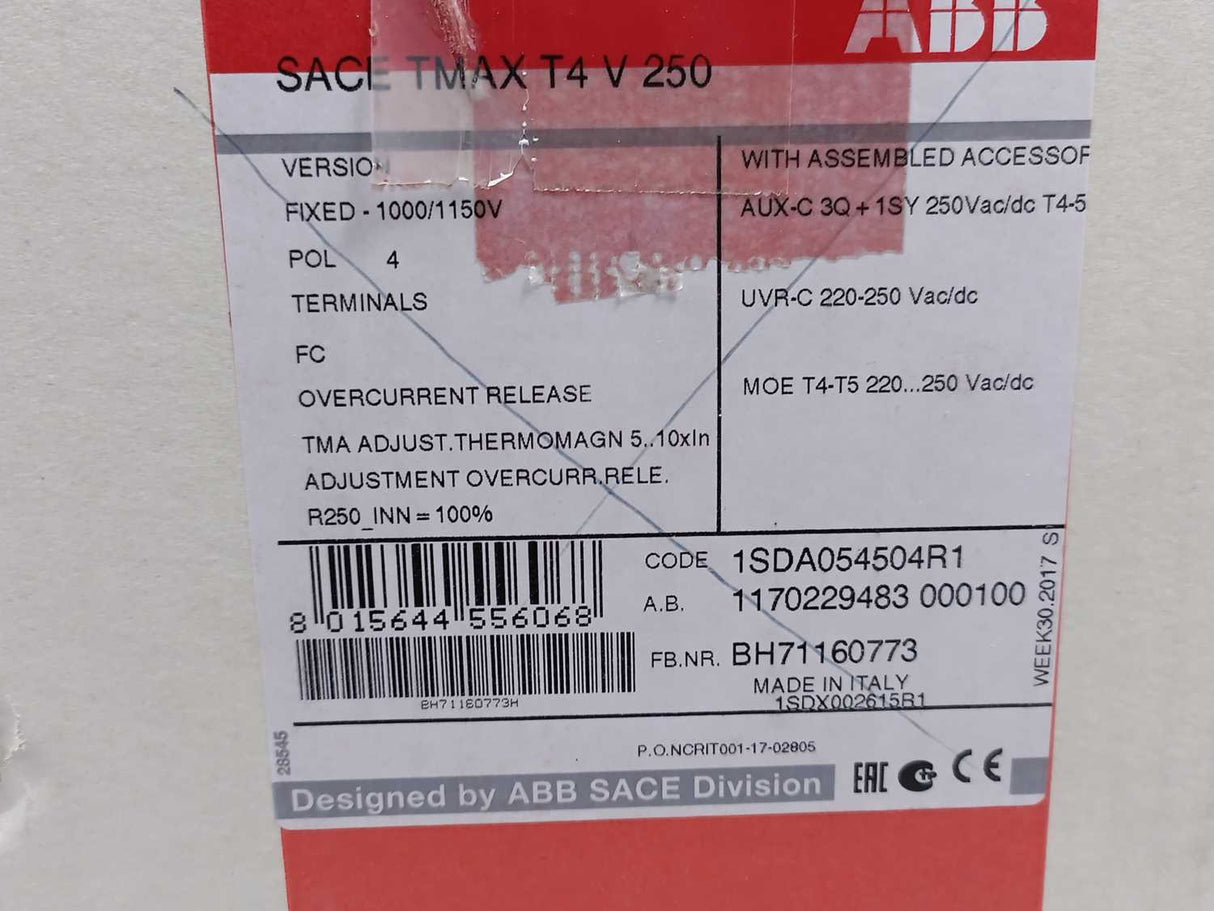 ABB
SACE TMAX T4 V 250
VERSION
FIXED - 1000/1150V
POL 4
TERMINALS
FC
OVERCURRENT RELEASE
TMA ADJUST.THERMOMAGN 5..10xIn
ADJUSTMENT OVERCURR.RELE.
R250_INN = 100%
WITH ASSEMBLED ACCESSOR
AUX-C 3Q + 1SY 250Vac/dc T4-5
UVR-C 220-250 Vac/dc
MOE T4-T5 220...250 Vac/dc
8 015644 556068
BH71160773H
CODE 1SDA054504R1
A.B. 1170229483 000100
FB.NR. BH71160773
MADE IN ITALY
1SDX002615R1
WEEK30.2017 S
28545
P.O.NCRIT001-17-02805
Designed by ABB SACE Division
EAC CE